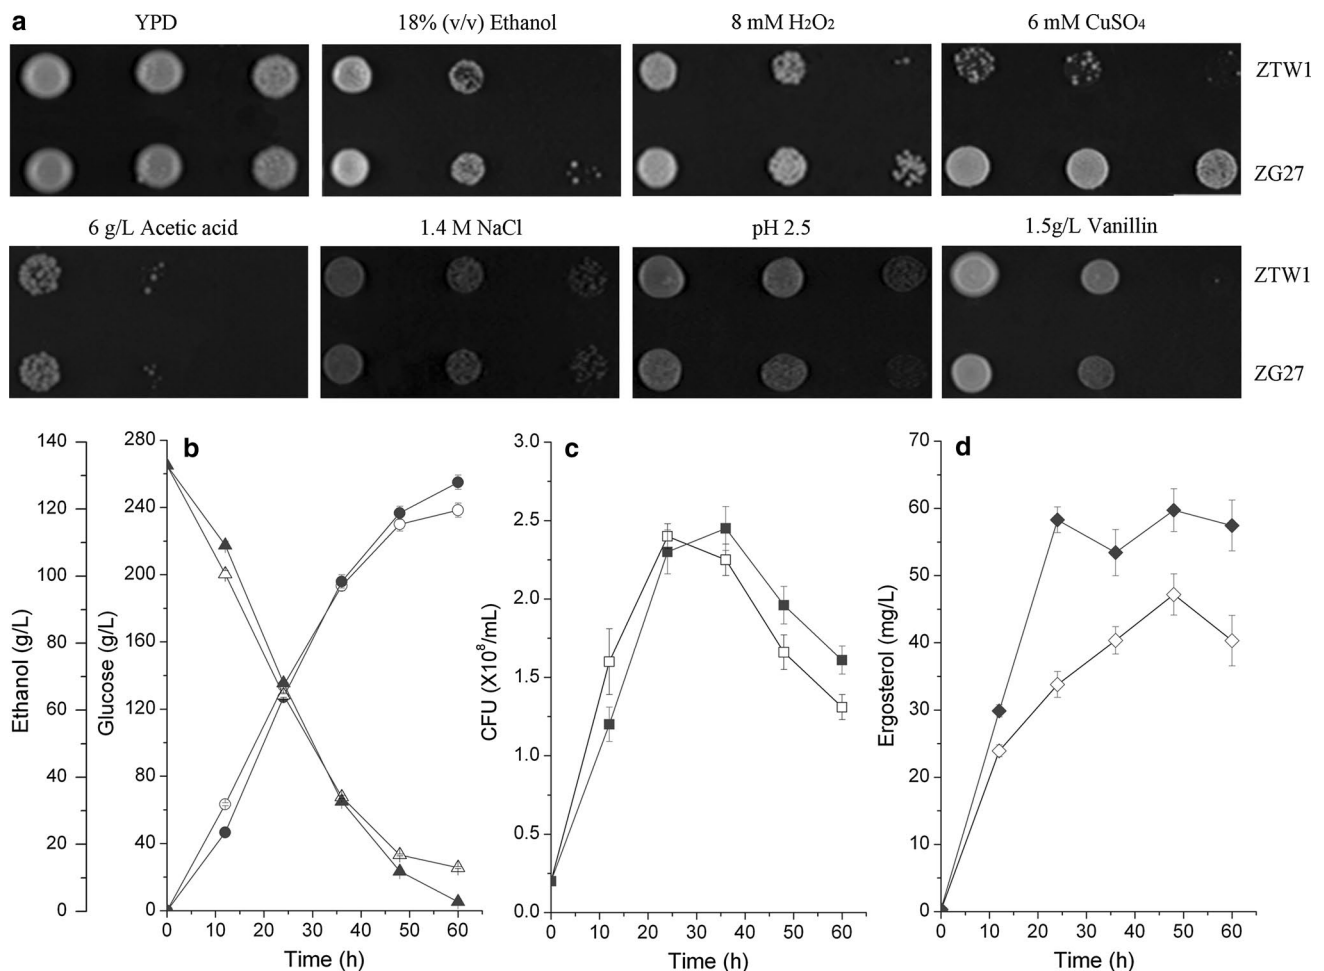 a
YPD
18% (v/v) Ethanol
8 mM H2O2
6 mM CuSO4
ZTW1
ZG27
6 g/L Acetic acid
1.4 M NaCl
pH 2.5
1.5g/L Vanillin
ZTW1
ZG27
b
Ethanol (g/L)
140
120
100
80
60
40
20
0
Glucose (g/L)
280
240
200
160
120
80
40
0
0 10 20 30 40 50 60
Time (h)
c
CFU (X10⁸/mL)
3.0
2.5
2.0
1.5
1.0
0.5
0.0
0 10 20 30 40 50 60
Time (h)
d
Ergosterol (mg/L)
70
60
50
40
30
20
10
0
0 10 20 30 40 50 60
Time (h)